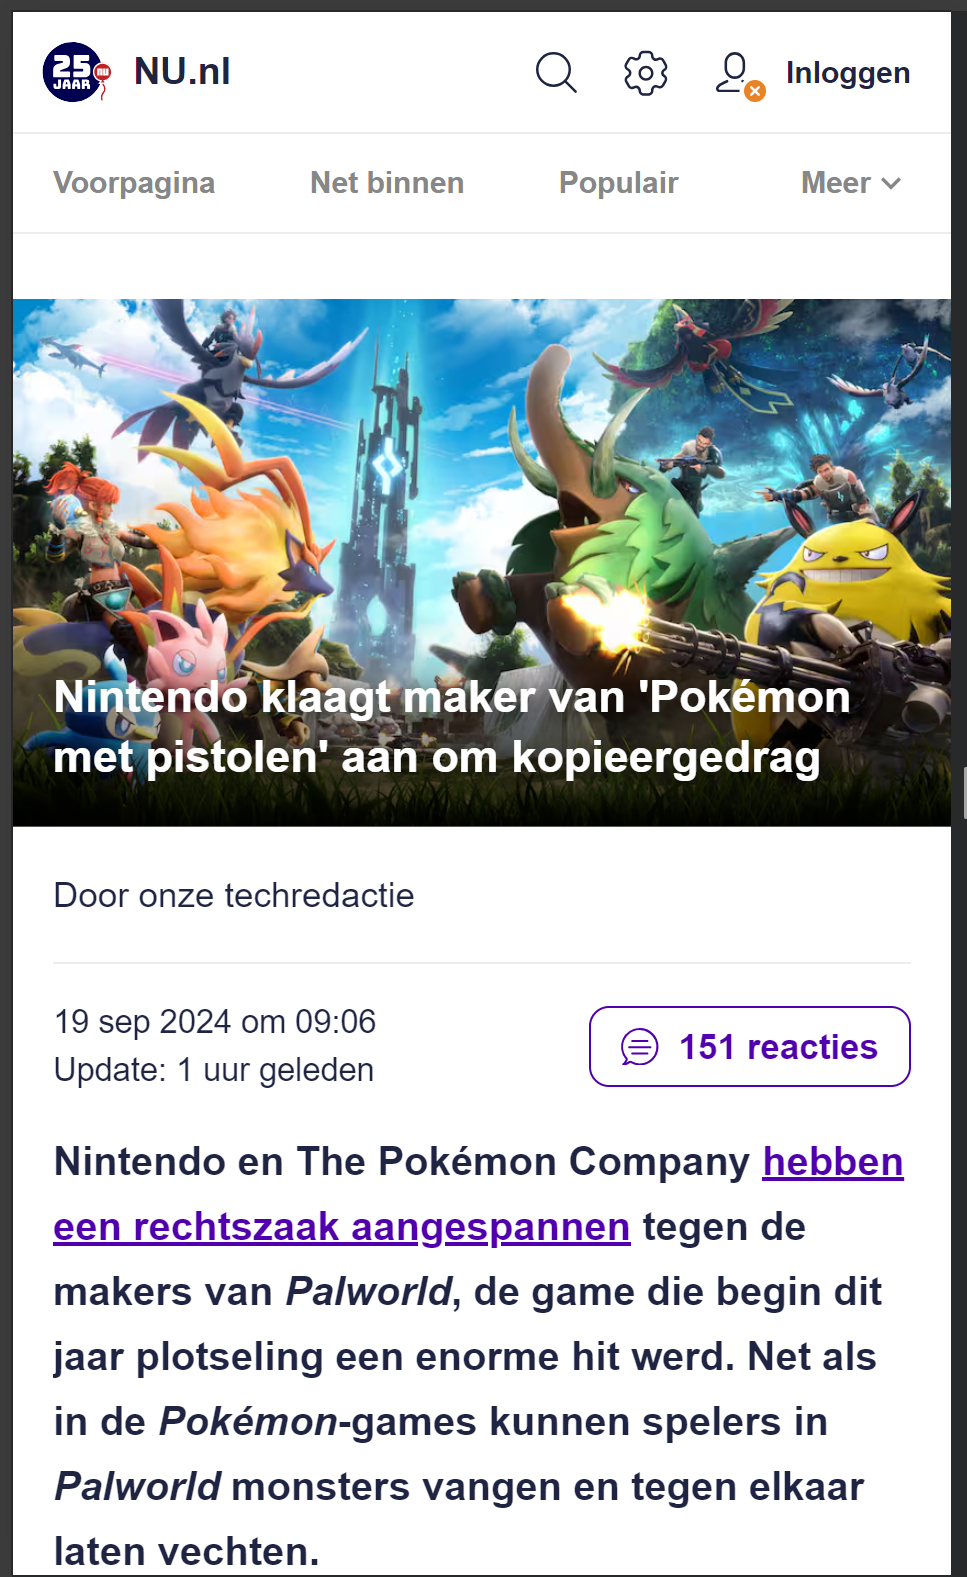 25
JAAR
nu
NU.nl
Inloggen
Voorpagina
Net binnen
Populair
Meer
Nintendo klaagt maker van 'Pokémon
met pistolen' aan om kopieergedrag
Door onze techredactie
19 sep 2024 om 09:06
Update: 1 uur geleden
151 reacties
Nintendo en The Pokémon Company hebben
een rechtszaak aangespannen tegen de
makers van Palworld, de game die begin dit
jaar plotseling een enorme hit werd. Net als
in de Pokémon-games kunnen spelers in
Palworld monsters vangen en tegen elkaar
laten vechten.